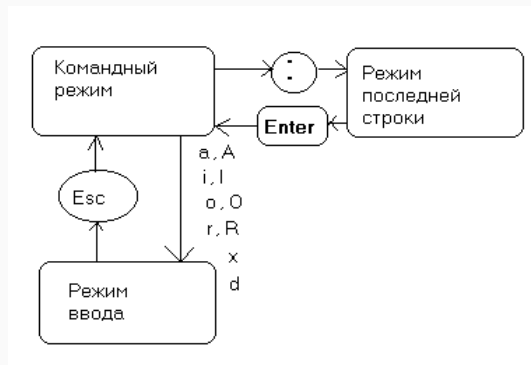 Командный
режим
:
Режим
последней
строки
Enter
a, A
i, I
o, O
r, R
x
d
Esc
Режим
ввода